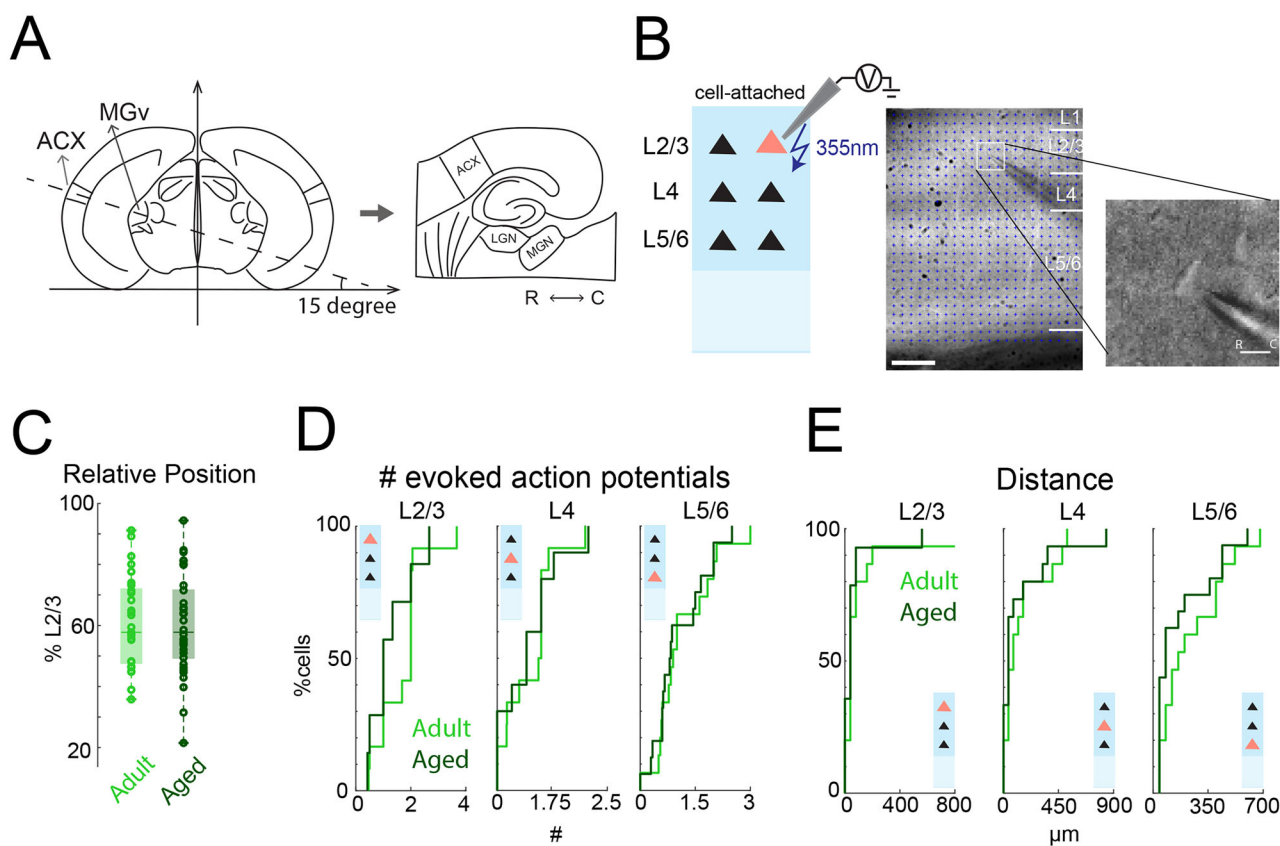 A
MGv
ACX
15 degree
ACX
LGN
MGN
R ⟷ C
B
cell-attached
V
L2/3
L4
L5/6
355nm
L1
L2/3
L4
L5/6
R C
C
Relative Position
% L2/3
100
60
20
Adult
Aged
D
# evoked action potentials
L2/3 L4 L5/6
%cells
100
50
0
Adult
Aged
0 2 4
0 1.75 2.5
0 1.5 3
#
E
Distance
L2/3 L4 L5/6
100
50
0
Adult
Aged
0 400 800
0 450 900
0 350 700
µm